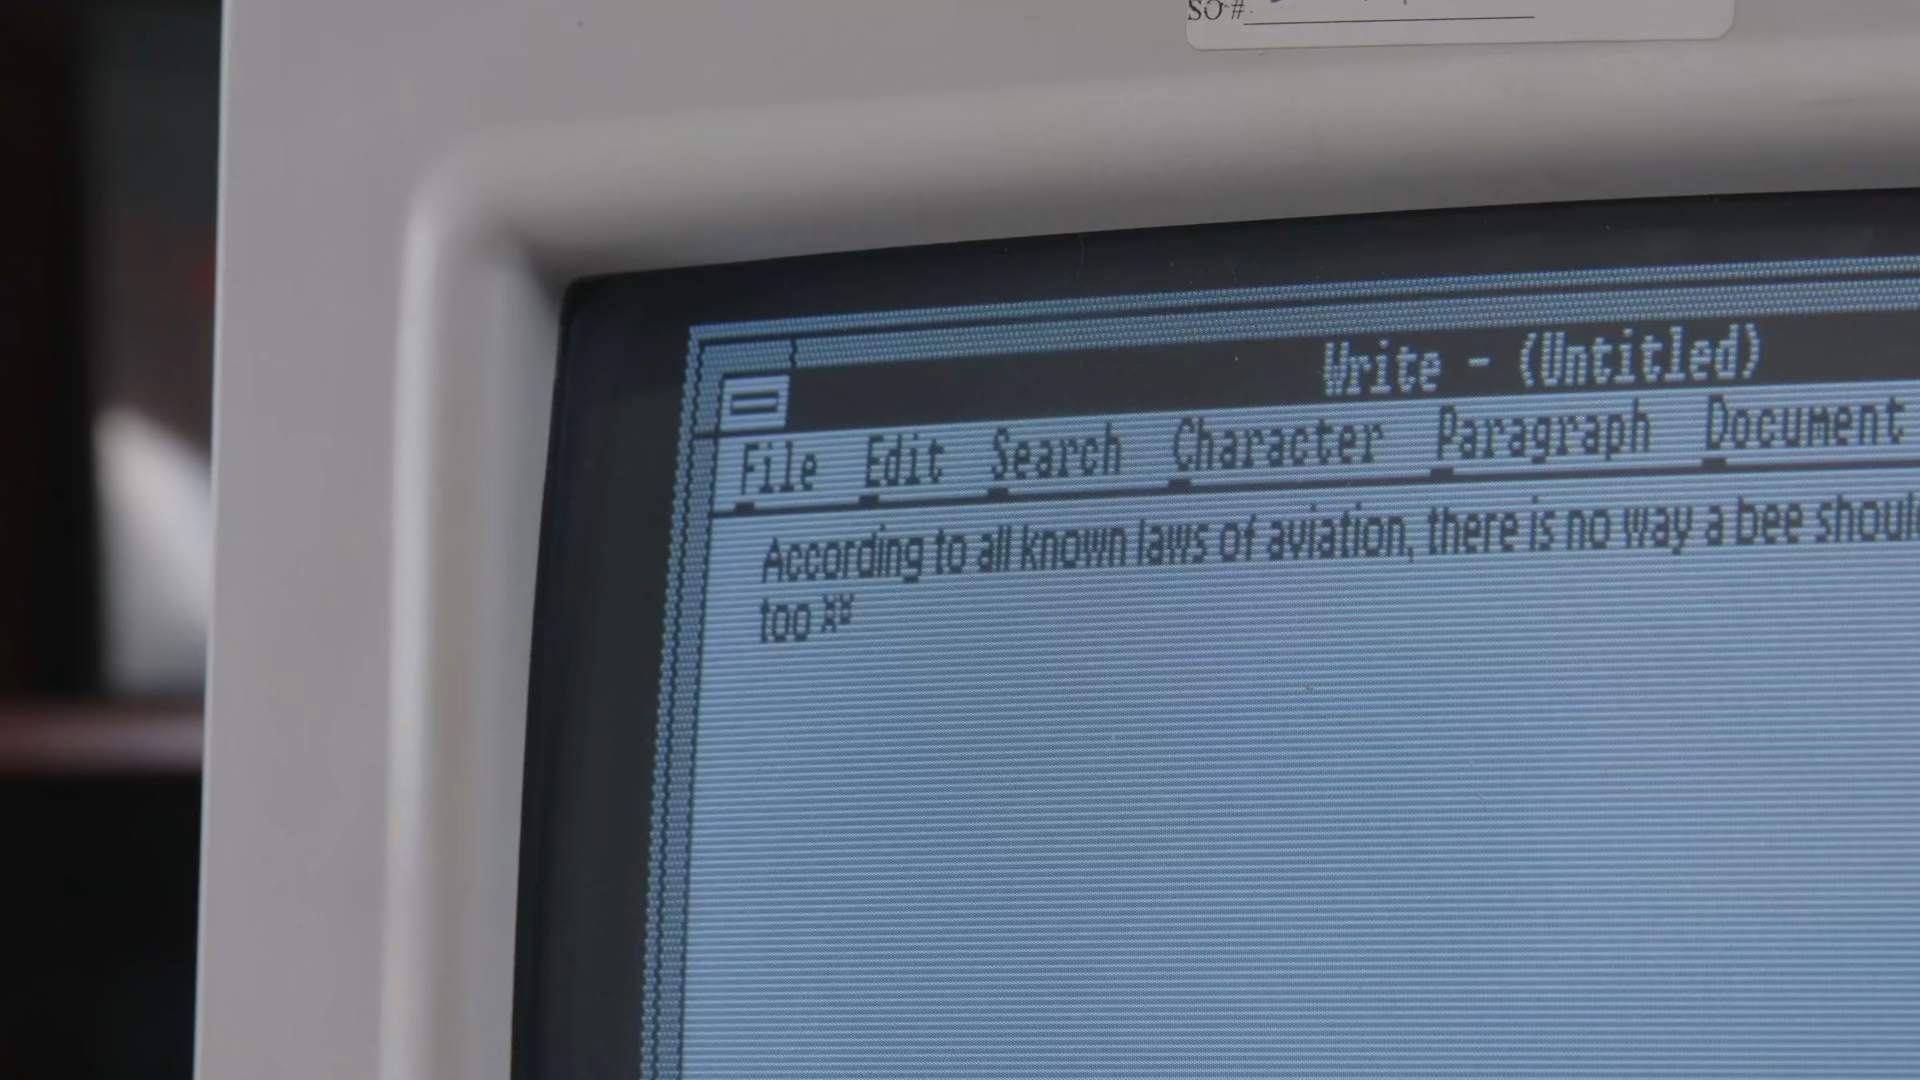 SO #
Write - (Untitled)
File Edit Search Character Paragraph Document
According to all known laws of aviation, there is no way a bee shoul
too